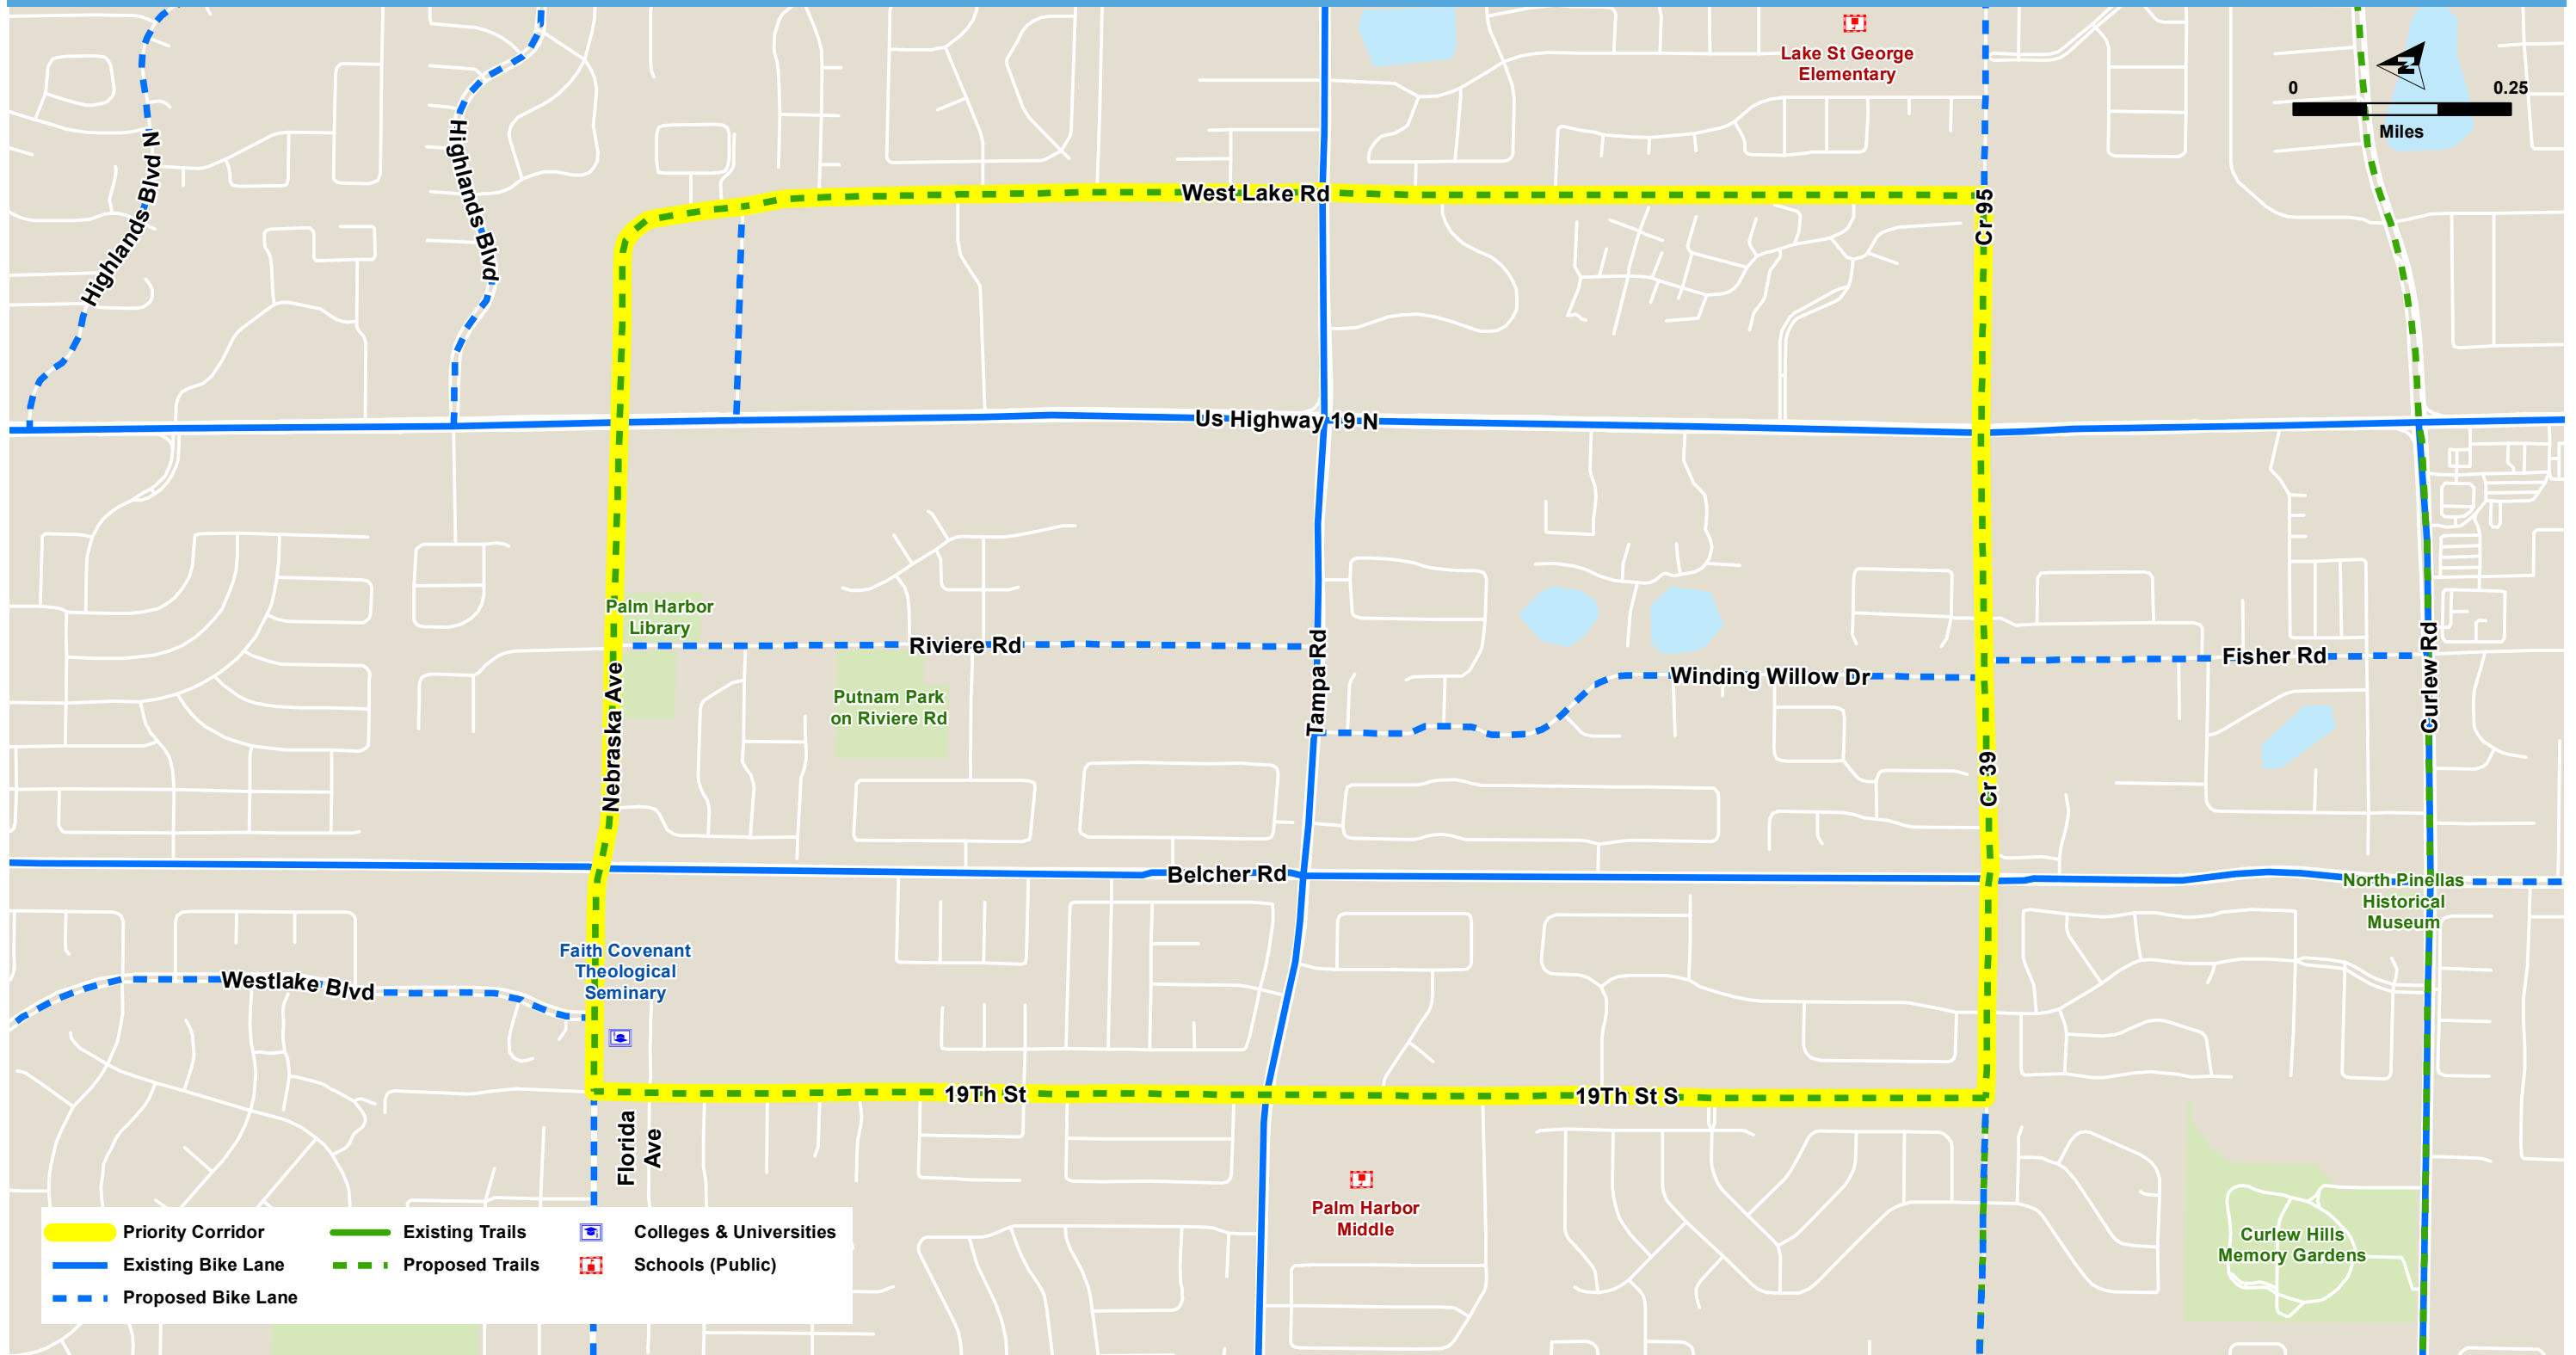 Lake St George
Elementary
N
0 0.25
Miles
Highlands Blvd N
Highlands Blvd
West Lake Rd
Cr 95
Us Highway 19 N
Palm Harbor
Library
Riviere Rd
Putnam Park
on Riviere Rd
Nebraska Ave
Tampa Rd
Winding Willow Dr
Fisher Rd
Curlew Rd
Cr 39
Belcher Rd
North Pinellas
Historical
Museum
Faith Covenant
Theological
Seminary
Westlake Blvd
19Th St
19Th St S
Florida
Ave
Palm Harbor
Middle
Curlew Hills
Memory Gardens
Priority Corridor
Existing Bike Lane
Proposed Bike Lane
Existing Trails
Proposed Trails
Colleges & Universities
Schools (Public)